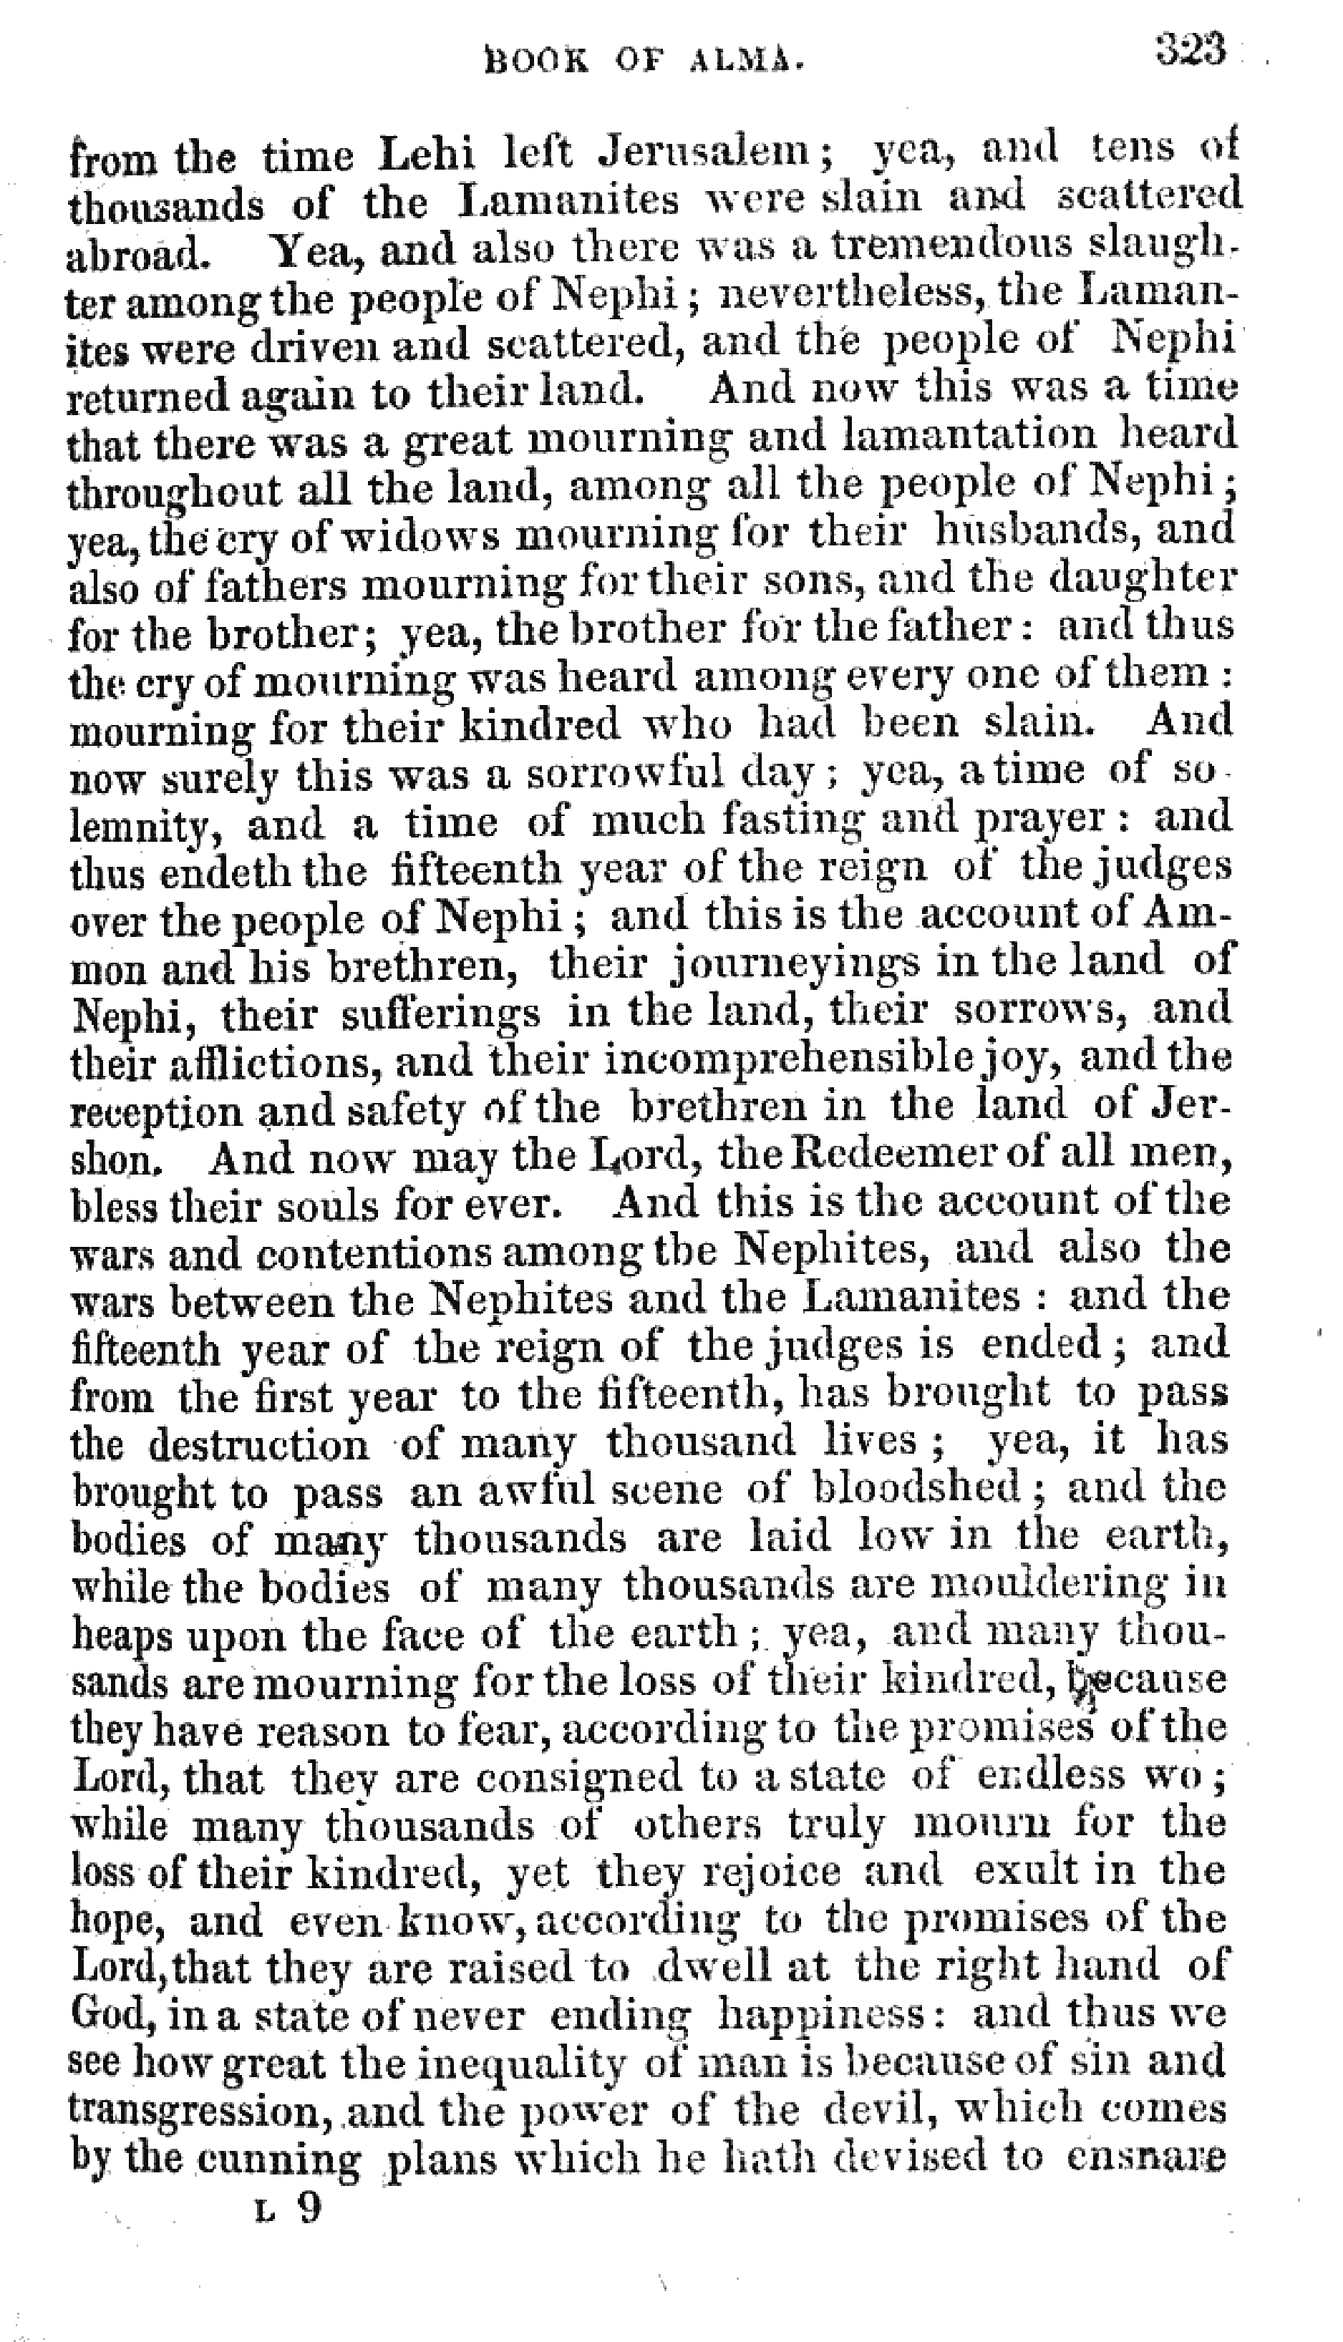 BOOK OF ALMA. 323
from the time Lehi left Jerusalem; yea, and tens of
thousands of the Lamanites were slain and scattered
abroad. Yea, and also there was a tremendous slaugh-
ter among the people of Nephi; nevertheless, the Laman-
ites were driven and scattered, and the people of Nephi
returned again to their land. And now this was a time
that there was a great mourning and lamantation heard
throughout all the land, among all the people of Nephi;
yea, the cry of widows mourning for their husbands, and
also of fathers mourning for their sons, and the daughter
for the brother; yea, the brother for the father: and thus
the cry of mourning was heard among every one of them:
mourning for their kindred who had been slain. And
now surely this was a sorrowful day; yea, a time of so-
lemnity, and a time of much fasting and prayer: and
thus endeth the fifteenth year of the reign of the judges
over the people of Nephi; and this is the account of Am-
mon and his brethren, their journeyings in the land of
Nephi, their sufferings in the land, their sorrows, and
their afflictions, and their incomprehensible joy, and the
reception and safety of the brethren in the land of Jer-
shon. And now may the Lord, the Redeemer of all men,
bless their souls for ever. And this is the account of the
wars and contentions among the Nephites, and also the
wars between the Nephites and the Lamanites: and the
fifteenth year of the reign of the judges is ended; and
from the first year to the fifteenth, has brought to pass
the destruction of many thousand lives; yea, it has
brought to pass an awful scene of bloodshed; and the
bodies of many thousands are laid low in the earth,
while the bodies of many thousands are mouldering in
heaps upon the face of the earth; yea, and many thou-
sands are mourning for the loss of their kindred, because
they have reason to fear, according to the promises of the
Lord, that they are consigned to a state of endless wo;
while many thousands of others truly mourn for the
loss of their kindred, yet they rejoice and exult in the
hope, and even know, according to the promises of the
Lord, that they are raised to dwell at the right hand of
God, in a state of never ending happiness: and thus we
see how great the inequality of man is because of sin and
transgression, and the power of the devil, which comes
by the cunning plans which he hath devised to ensnare
L 9